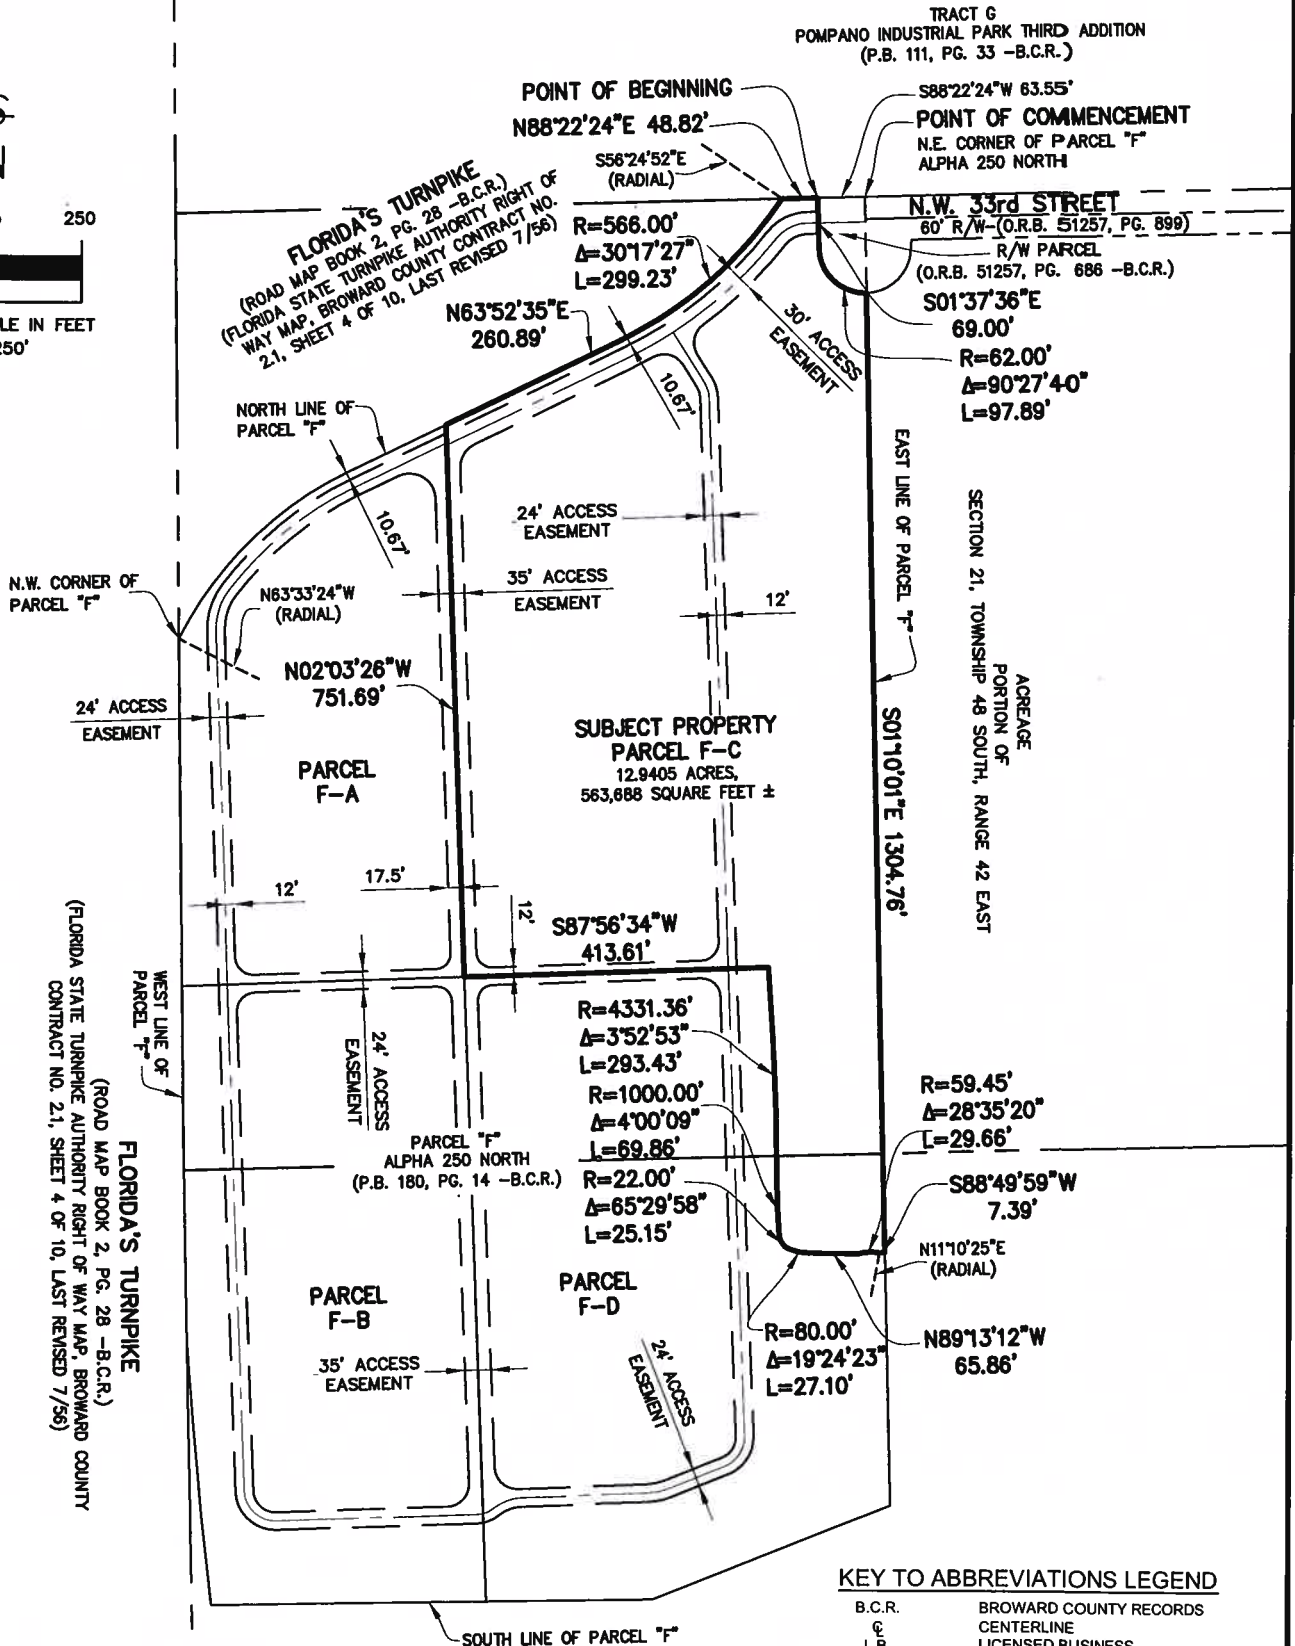 TRACT G
POMPANO INDUSTRIAL PARK THIRD ADDITION
(P.B. 111, PG. 33 -B.C.R.)
POINT OF BEGINNING
N88°22'24"E 48.82'
S88°22'24"W 63.55'
POINT OF COMMENCEMENT
N.E. CORNER OF PARCEL "F"
ALPHA 250 NORTH
S56°24'52"E
(RADIAL)
250
LE IN FEET
250'
FLORIDA'S TURNPIKE
(ROAD MAP BOOK 2, PG. 28 -B.C.R.)
(FLORIDA STATE TURNPIKE AUTHORITY RIGHT OF
WAY MAP, BROWARD COUNTY CONTRACT NO.
2.1, SHEET 4 OF 10, LAST REVISED 7/56)
R=566.00'
Δ=30°17'27"
L=299.23'
N.W. 33rd STREET
60' R/W-(O.R.B. 51257, PG. 899)
R/W PARCEL
(O.R.B. 51257, PG. 686 -B.C.R.)
S01°37'36"E
69.00'
R=62.00'
Δ=90°27'40"
L=97.89'
N63°52'35"E
260.89'
30' ACCESS
EASEMENT
10.67'
NORTH LINE OF
PARCEL "F"
10.67'
EAST LINE OF PARCEL "F"
24' ACCESS
EASEMENT
35' ACCESS
EASEMENT
12'
N.W. CORNER OF
PARCEL "F"
N63°33'24"W
(RADIAL)
N02°03'26"W
751.69'
24' ACCESS
EASEMENT
SUBJECT PROPERTY
PARCEL F-C
12.9405 ACRES,
563,688 SQUARE FEET ±
PARCEL
F-A
S01°10'01"E 1304.76'
ACREAGE
PORTION OF
SECTION 21, TOWNSHIP 48 SOUTH, RANGE 42 EAST
12'
17.5'
12'
S87°56'34"W
413.61'
R=4331.36'
Δ=3°52'53"
L=293.43'
R=1000.00'
Δ=4°00'09"
L=69.86'
R=22.00'
Δ=65°29'58"
L=25.15'
24' ACCESS
EASEMENT
WEST LINE OF
PARCEL "F"
PARCEL "F"
ALPHA 250 NORTH
(P.B. 180, PG. 14 -B.C.R.)
R=59.45'
Δ=28°35'20"
L=29.66'
S88°49'59"W
7.39'
N11°10'25"E
(RADIAL)
FLORIDA'S TURNPIKE
(ROAD MAP BOOK 2, PG. 28 -B.C.R.)
(FLORIDA STATE TURNPIKE AUTHORITY RIGHT OF WAY MAP, BROWARD COUNTY
CONTRACT NO. 2.1, SHEET 4 OF 10, LAST REVISED 7/56)
PARCEL
F-B
PARCEL
F-D
R=80.00'
Δ=19°24'23"
L=27.10'
N89°13'12"W
65.86'
35' ACCESS
EASEMENT
24' ACCESS
EASEMENT
SOUTH LINE OF PARCEL "F"
KEY TO ABBREVIATIONS LEGEND
B.C.R. BROWARD COUNTY RECORDS
℄ CENTERLINE
L.B. LICENSED BUSINESS